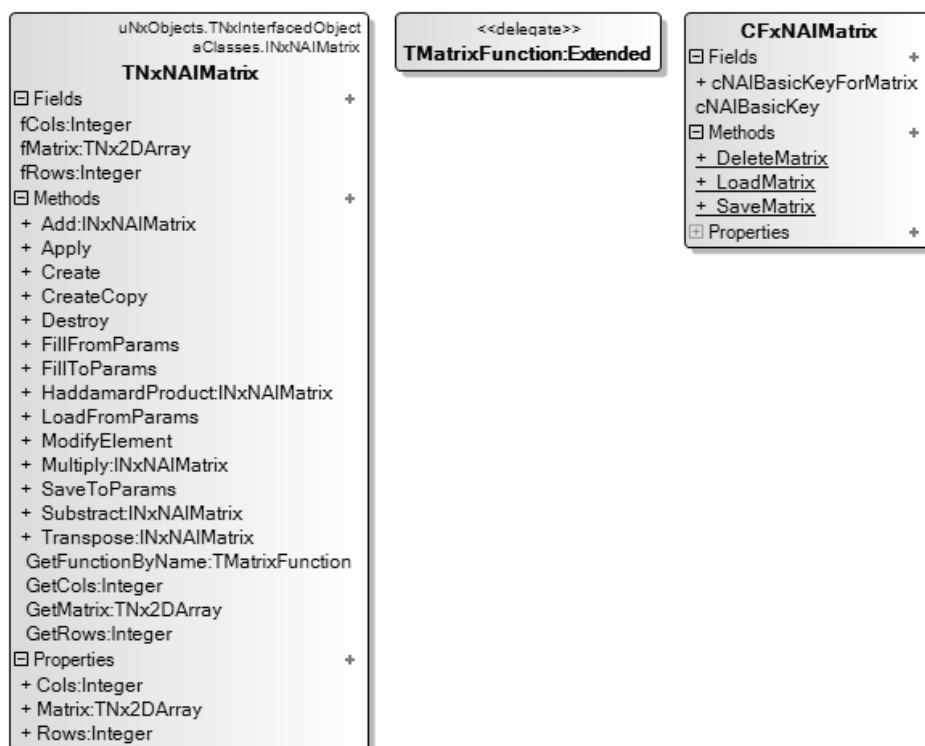 uNxObjects.TNxInterfacedObject
aClasses.INxNAIMatrix
TNxNAIMatrix
Fields +
fCols:Integer
fMatrix:TNx2DArray
fRows:Integer
Methods +
+ Add:INxNAIMatrix
+ Apply
+ Create
+ CreateCopy
+ Destroy
+ FillFromParams
+ FillToParams
+ HaddamardProduct:INxNAIMatrix
+ LoadFromParams
+ ModifyElement
+ Multiply:INxNAIMatrix
+ SaveToParams
+ Substract:INxNAIMatrix
+ Transpose:INxNAIMatrix
GetFunctionByName:TMatrixFunction
GetCols:Integer
GetMatrix:TNx2DArray
GetRows:Integer
Properties +
+ Cols:Integer
+ Matrix:TNx2DArray
+ Rows:Integer
<<delegate>>
TMatrixFunction:Extended
CFxNAIMatrix
Fields +
+ cNAIBasicKeyForMatrix
cNAIBasicKey
Methods +
+ DeleteMatrix
+ LoadMatrix
+ SaveMatrix
Properties +